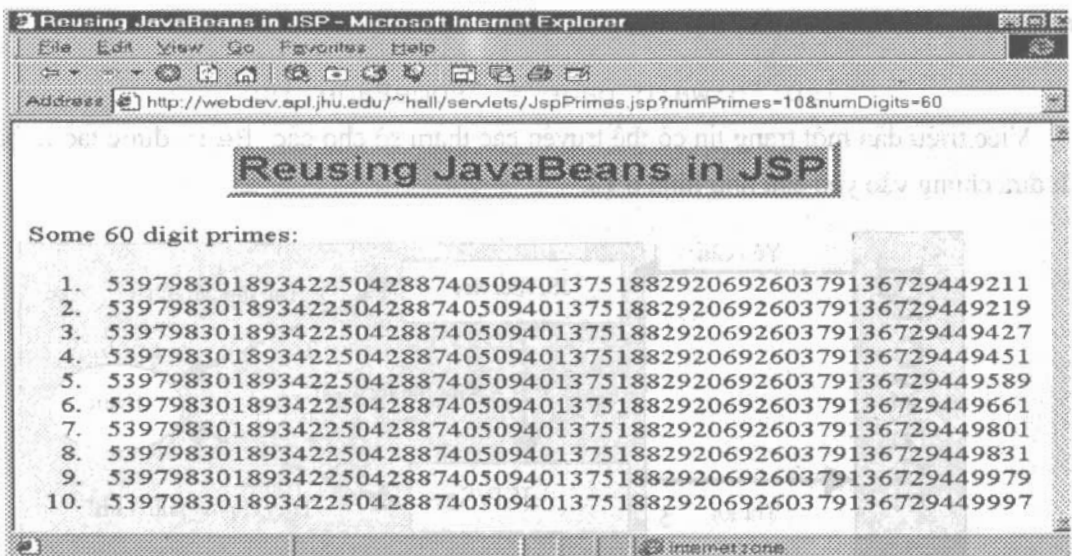 Reusing JavaBeans in JSP - Microsoft Internet Explorer
File Edit View Go Favorites Help
Address http://webdev.apl.jhu.edu/~hall/servlets/JspPrimes.jsp?numPrimes=10&numDigits=60
Reusing JavaBeans in JSP
Some 60 digit primes:
1. 539798301893422504288740509401375188292069260379136729449211
2. 539798301893422504288740509401375188292069260379136729449219
3. 539798301893422504288740509401375188292069260379136729449427
4. 539798301893422504288740509401375188292069260379136729449451
5. 539798301893422504288740509401375188292069260379136729449589
6. 539798301893422504288740509401375188292069260379136729449661
7. 539798301893422504288740509401375188292069260379136729449801
8. 539798301893422504288740509401375188292069260379136729449831
9. 539798301893422504288740509401375188292069260379136729449979
10. 539798301893422504288740509401375188292069260379136729449997
Internet zone